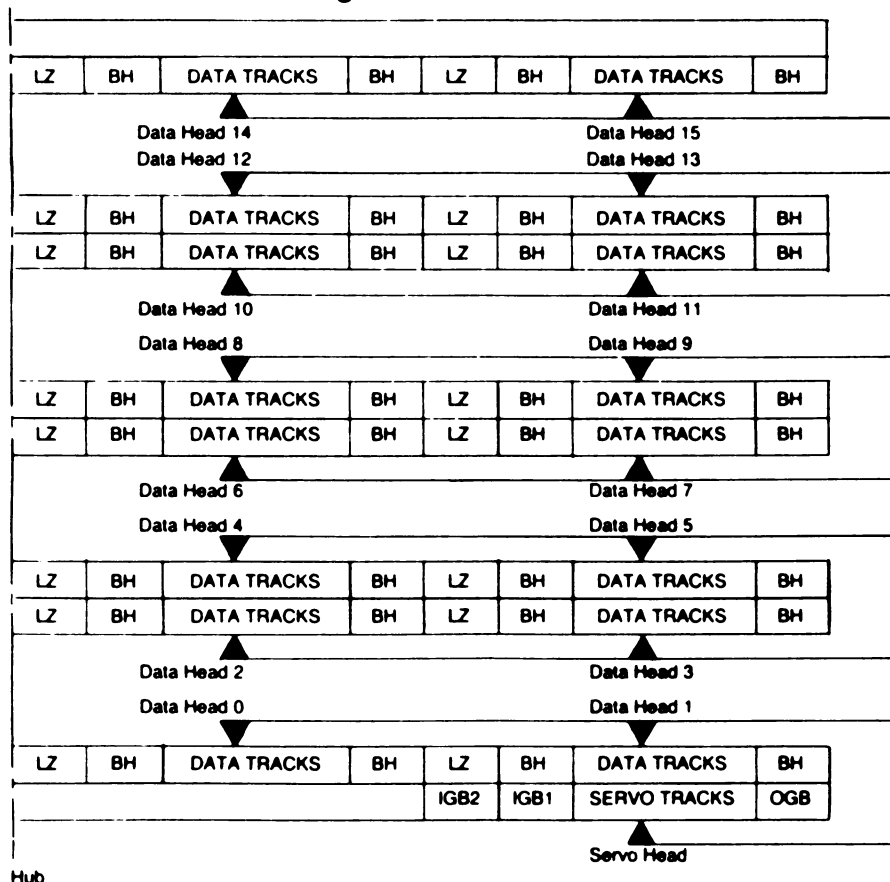 LZ BH DATA TRACKS BH LZ BH DATA TRACKS BH
Data Head 14 Data Head 15
Data Head 12 Data Head 13
LZ BH DATA TRACKS BH LZ BH DATA TRACKS BH
LZ BH DATA TRACKS BH LZ BH DATA TRACKS BH
Data Head 10 Data Head 11
Data Head 8 Data Head 9
LZ BH DATA TRACKS BH LZ BH DATA TRACKS BH
LZ BH DATA TRACKS BH LZ BH DATA TRACKS BH
Data Head 6 Data Head 7
Data Head 4 Data Head 5
LZ BH DATA TRACKS BH LZ BH DATA TRACKS BH
LZ BH DATA TRACKS BH LZ BH DATA TRACKS BH
Data Head 2 Data Head 3
Data Head 0 Data Head 1
LZ BH DATA TRACKS BH LZ BH DATA TRACKS BH
IGB2 IGB1 SERVO TRACKS OGB
Servo Head
Hub